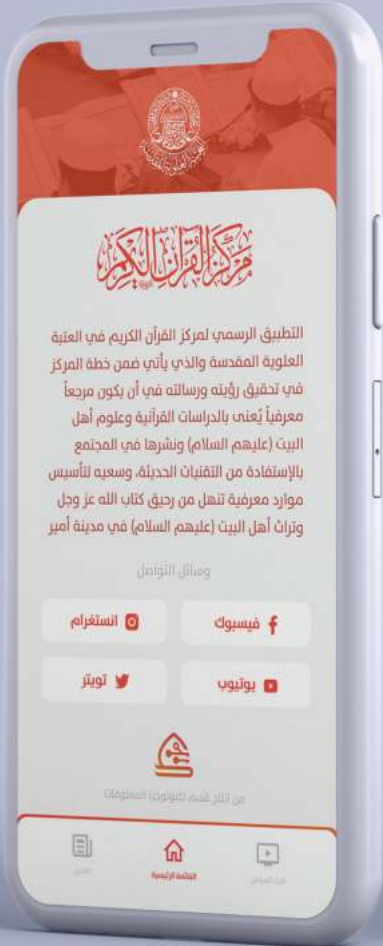 مركز القرآن الكريم
التطبيق الرسمي لمركز القرآن الكريم في العتبة
العلوية المقدسة والذي يأتي ضمن خطة المركز
في تحقيق رؤيته ورسالته في أن يكون مرجعاً
معرفياً يُعنى بالدراسات القرآنية وعلوم أهل
البيت (عليهم السلام) ونشرها في المجتمع
بالإستفادة من التقنيات الحديثة، وسعيه لتأسيس
موارد معرفية تنهل من رحيق كتاب الله عز وجل
وتراث أهل البيت (عليهم السلام) في مدينة أمير
وسائل التواصل
فيسبوك
انستغرام
يوتيوب
تويتر
من انتاج قسم تكنولوجيا المعلومات
القائمة الرئيسية